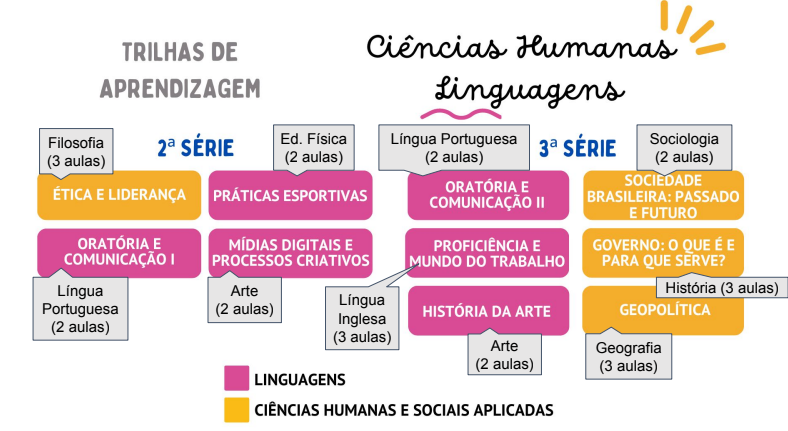 TRILHAS DE
APRENDIZAGEM
Ciências Humanas
Linguagens
2ª SÉRIE
Filosofia
(3 aulas)
ÉTICA E LIDERANÇA
Ed. Física
(2 aulas)
PRÁTICAS ESPORTIVAS
ORATÓRIA E
COMUNICAÇÃO I
Língua
Portuguesa
(2 aulas)
MÍDIAS DIGITAIS E
PROCESSOS CRIATIVOS
Arte
(2 aulas)
3ª SÉRIE
Língua Portuguesa
(2 aulas)
ORATÓRIA E
COMUNICAÇÃO II
Sociologia
(2 aulas)
SOCIEDADE
BRASILEIRA: PASSADO
E FUTURO
PROFICIÊNCIA E
MUNDO DO TRABALHO
Língua
Inglesa
(3 aulas)
GOVERNO: O QUE É E
PARA QUE SERVE?
História (3 aulas)
HISTÓRIA DA ARTE
Arte
(2 aulas)
GEOPOLÍTICA
Geografia
(3 aulas)
LINGUAGENS
CIÊNCIAS HUMANAS E SOCIAIS APLICADAS